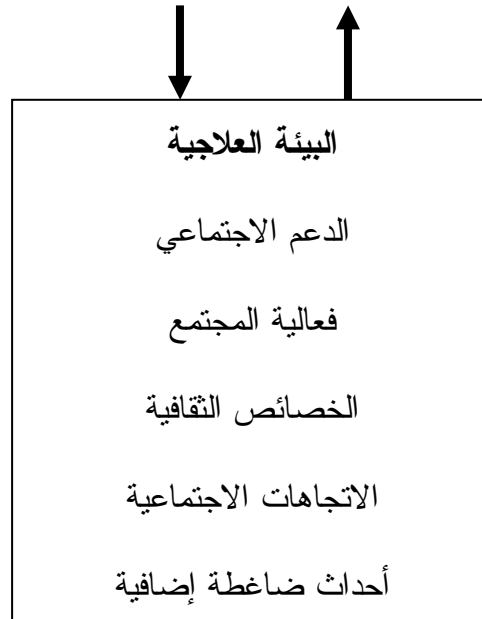 البيئة العلاجية
الدعم الاجتماعي
فعالية المجتمع
الخصائص الثقافية
الاتجاهات الاجتماعية
أحداث ضاغطة إضافية